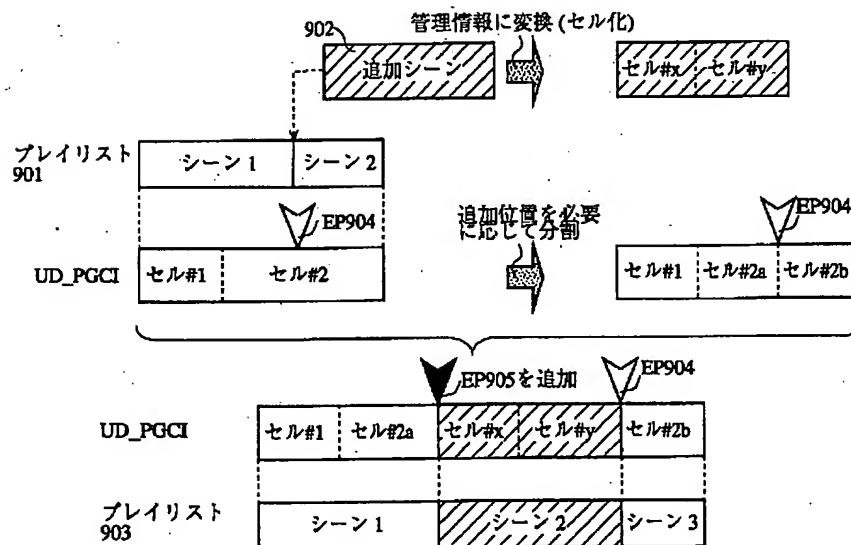 管理情報に変換 (セル化)
902
追加シーン
セル#x
セル#y
プレイリスト
901
シーン 1
シーン 2
EP904
UD_PGCI
セル#1
セル#2
追加位置を必要
に応じて分割
EP904
セル#1
セル#2a
セル#2b
EP905を追加
EP904
UD_PGCI
セル#1
セル#2a
セル#x
セル#y
セル#2b
プレイリスト
903
シーン 1
シーン 2
シーン 3